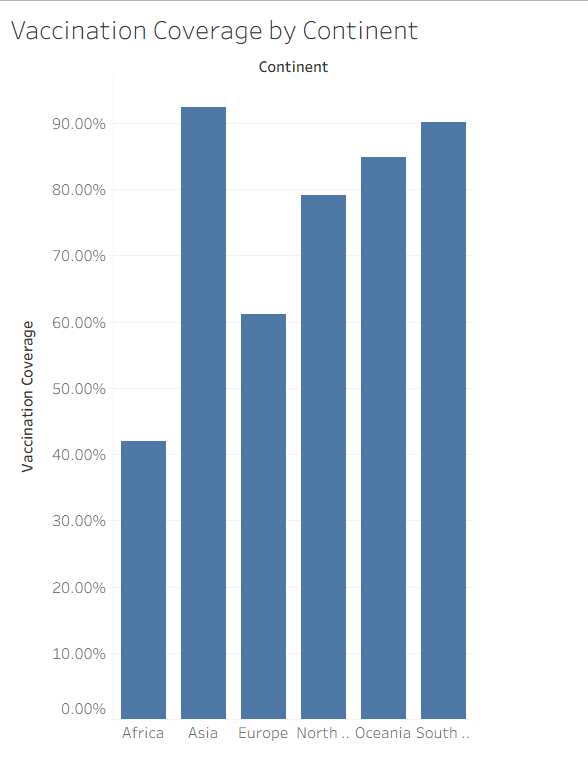 Vaccination Coverage by Continent
Continent
90.00%
80.00%
70.00%
60.00%
50.00%
40.00%
30.00%
20.00%
10.00%
0.00%
Vaccination Coverage
Africa Asia Europe North .. Oceania South ..